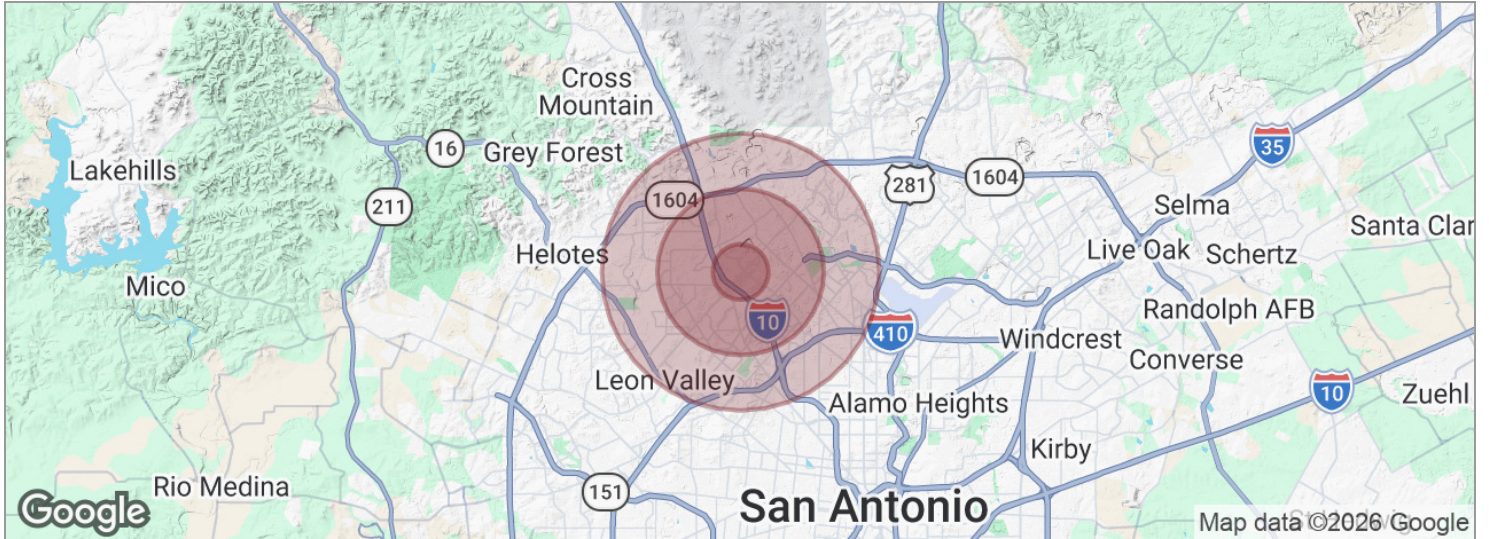 Cross
Mountain
16
Grey Forest
35
Lakehills
211
1604
281
1604
Selma
Santa Clar
Helotes
Live Oak
Schertz
Mico
Randolph AFB
10
410
Windcrest
Converse
Leon Valley
10
Zuehl
Alamo Heights
Kirby
Rio Medina
151
San Antonio
Google
Map data ©2026 Google